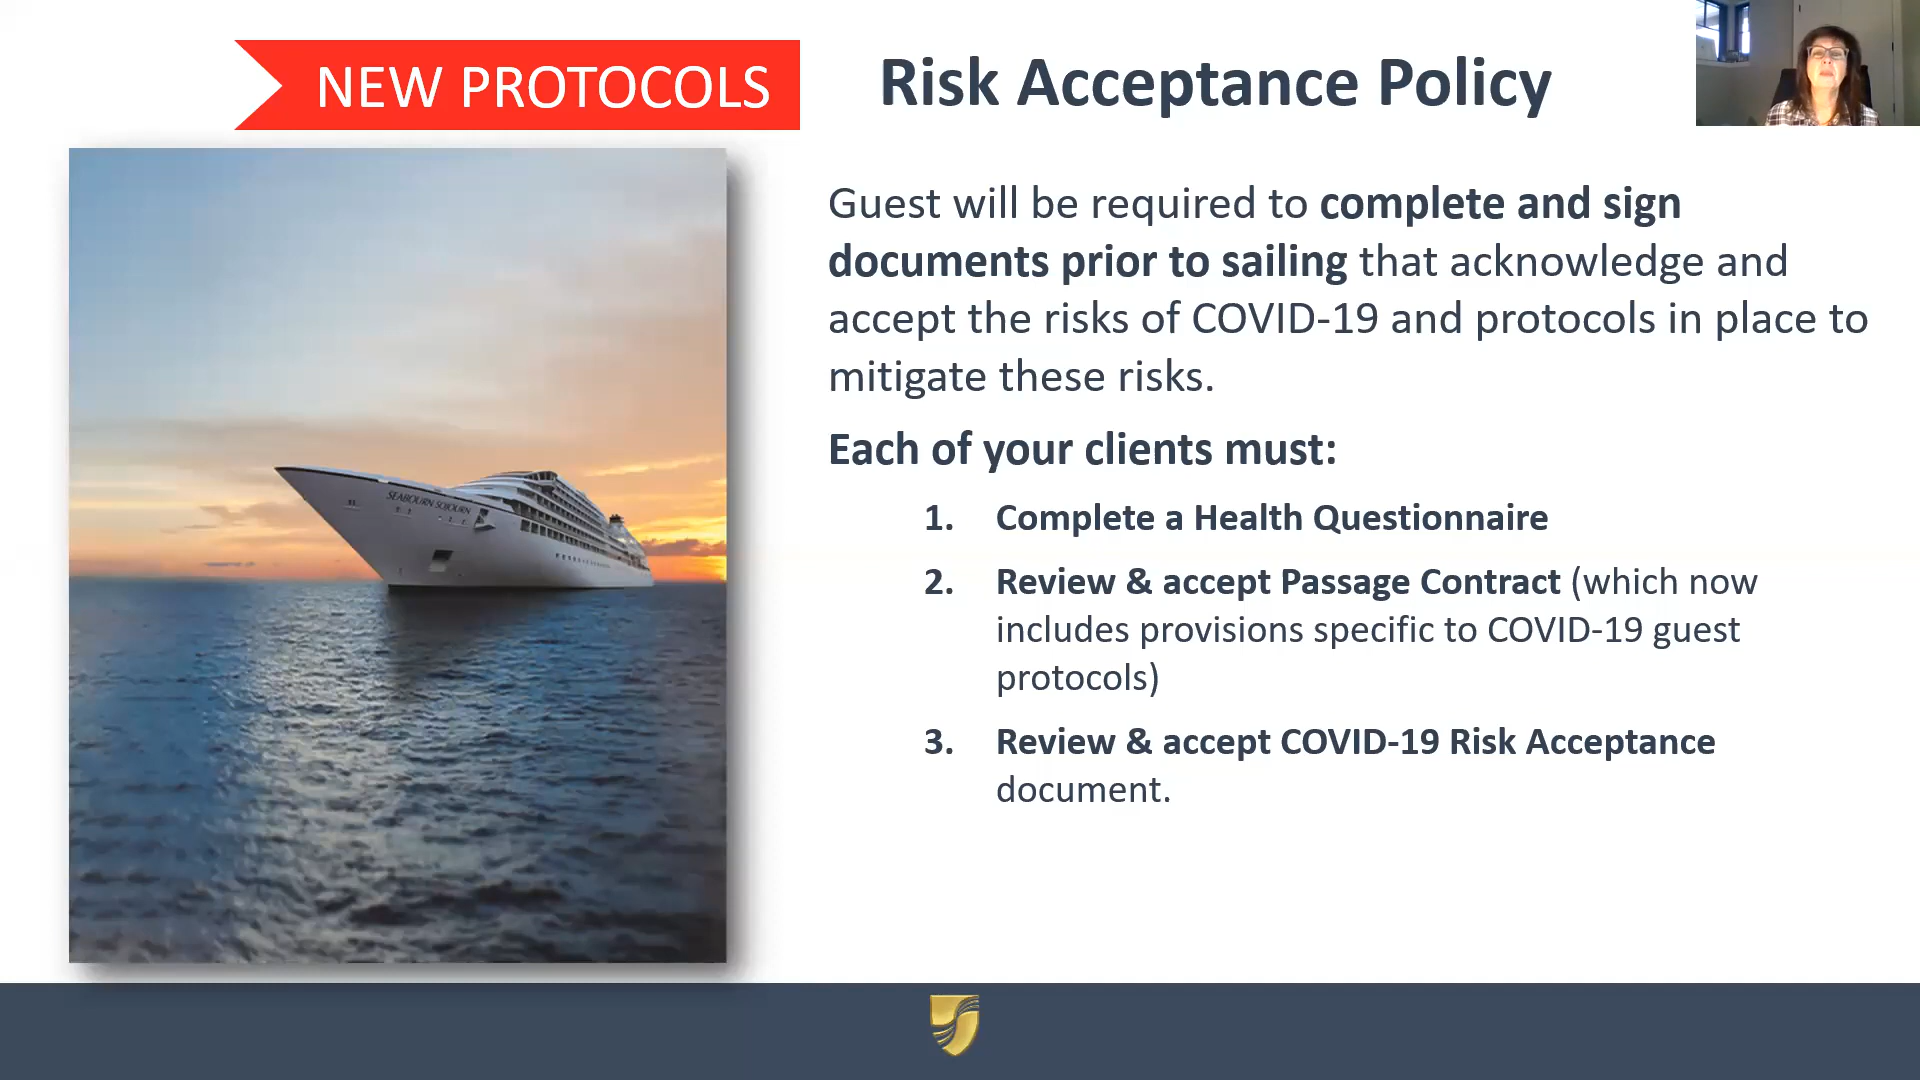 NEW PROTOCOLS
Risk Acceptance Policy
Guest will be required to complete and sign
documents prior to sailing that acknowledge and
accept the risks of COVID-19 and protocols in place to
mitigate these risks.
Each of your clients must:
1. Complete a Health Questionnaire
2. Review & accept Passage Contract (which now
includes provisions specific to COVID-19 guest
protocols)
3. Review & accept COVID-19 Risk Acceptance
document.
SEABOURN SOJOURN